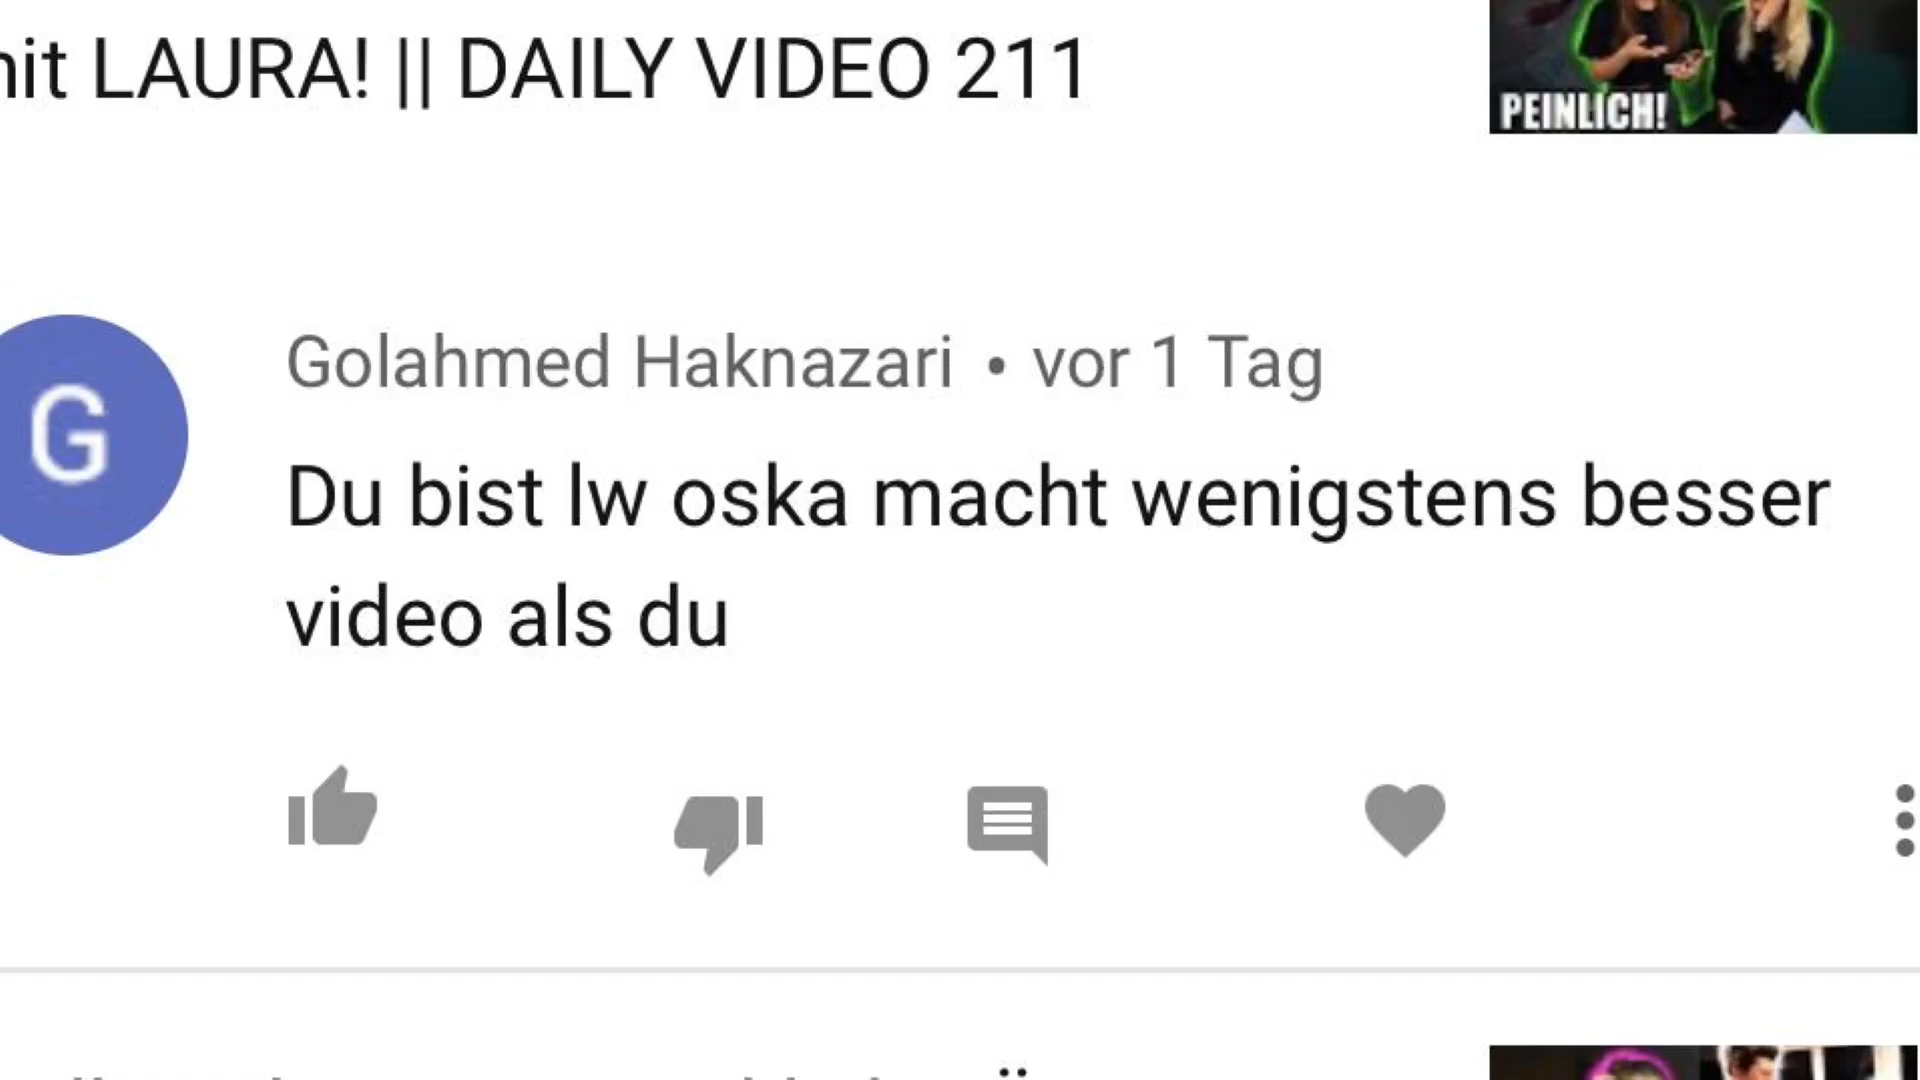 mit LAURA! || DAILY VIDEO 211
PEINLICH!
G
Golahmed Haknazari • vor 1 Tag
Du bist lw oska macht wenigstens besser
video als du